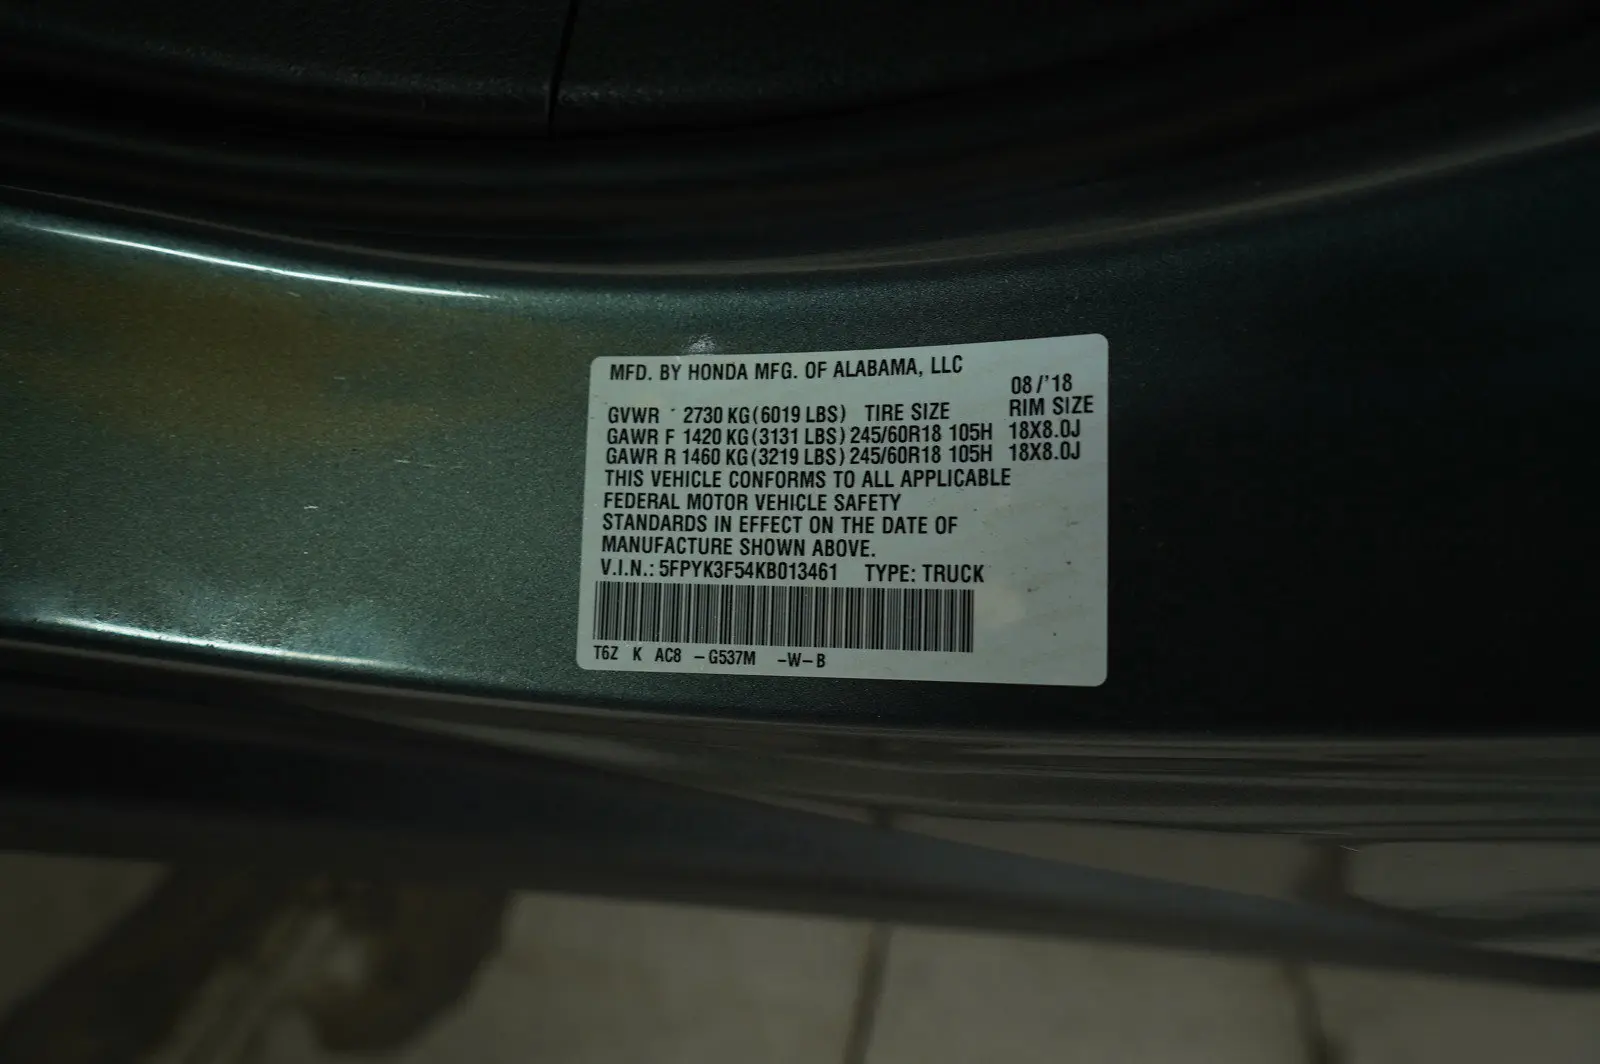 MFD. BY HONDA MFG. OF ALABAMA, LLC
08/'18
GVWR 2730 KG(6019 LBS) TIRE SIZE RIM SIZE
GAWR F 1420 KG(3131 LBS) 245/60R18 105H 18X8.0J
GAWR R 1460 KG(3219 LBS) 245/60R18 105H 18X8.0J
THIS VEHICLE CONFORMS TO ALL APPLICABLE
FEDERAL MOTOR VEHICLE SAFETY
STANDARDS IN EFFECT ON THE DATE OF
MANUFACTURE SHOWN ABOVE.
V.I.N.: 5FPYK3F54KB013461 TYPE: TRUCK
T6Z K AC8 -G537M -W-B